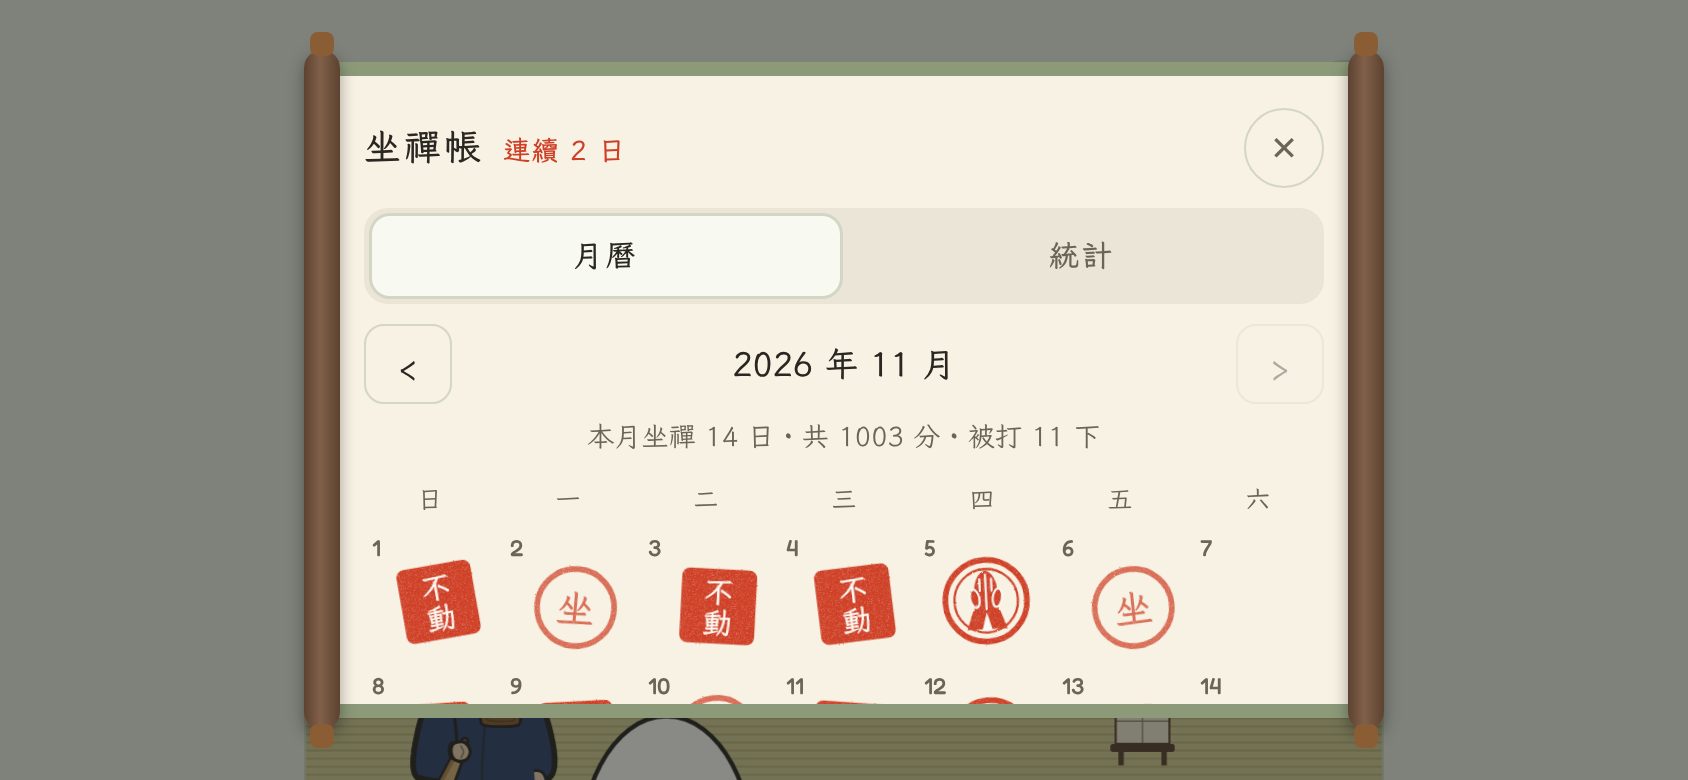 坐禪帳 連續 2 日
✕
月曆 統計
< 2026 年 11 月 >
本月坐禪 14 日・共 1003 分・被打 11 下
日 一 二 三 四 五 六
1 2 3 4 5 6 7
不動 坐 不動 不動 坐
8 9 10 11 12 13 14